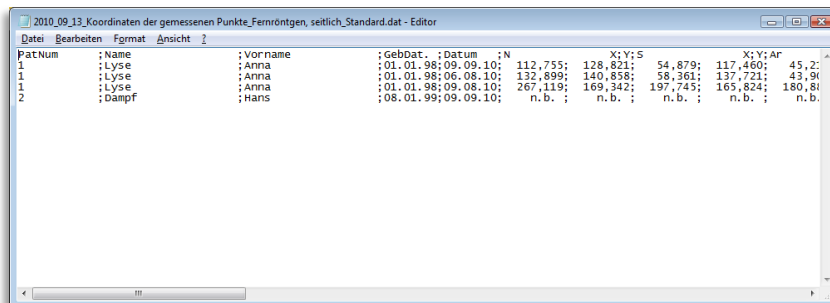 2010_09_13_Koordinaten der gemessenen Punkte_Fernröntgen, seitlich_Standard.dat - Editor
Datei Bearbeiten Format Ansicht ?
PatNum ;Name ;Vorname ;GebDat. ;Datum ;N X;Y;S X;Y;Ar
1 ;Lyse ;Anna ;01.01.98;09.09.10; 112,755; 128,821; 54,879; 117,460; 45,23
1 ;Lyse ;Anna ;01.01.98;06.08.10; 132,899; 140,858; 58,361; 137,721; 43,90
1 ;Lyse ;Anna ;01.01.98;09.08.10; 267,119; 169,342; 197,745; 165,824; 180,88
2 ;Dampf ;Hans ;08.01.99;09.09.10; n.b. ; n.b. ; n.b. ; n.b. ; n.b.